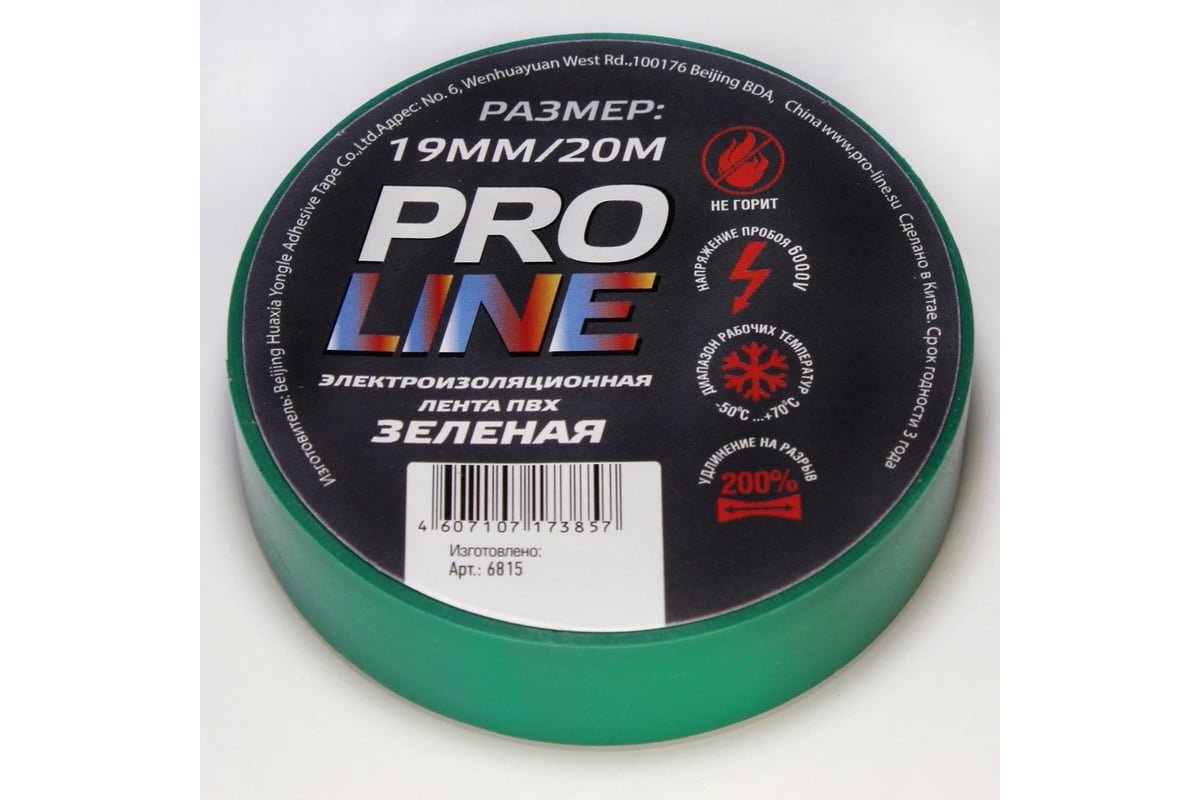 Изготовитель: Beijing Huaxia Yongle Adhesive Tape Co.,Ltd.Адрес: No. 6, Wenhuayuan West Rd.,100176 Beijing BDA, China www.pro-line.su Сделано в Китае. Срок годности 3 года
РАЗМЕР:
19ММ/20М
PRO
LINE
ЭЛЕКТРОИЗОЛЯЦИОННАЯ
ЛЕНТА ПВХ
ЗЕЛЕНАЯ
НЕ ГОРИТ
НАПРЯЖЕНИЕ ПРОБОЯ 6000V
ДИАПАЗОН РАБОЧИХ ТЕМПЕРАТУР
-50°C ...+70°C
УДЛИНЕНИЕ НА РАЗРЫВ
200%
4 607107 173857
Изготовлено:
Арт.: 6815